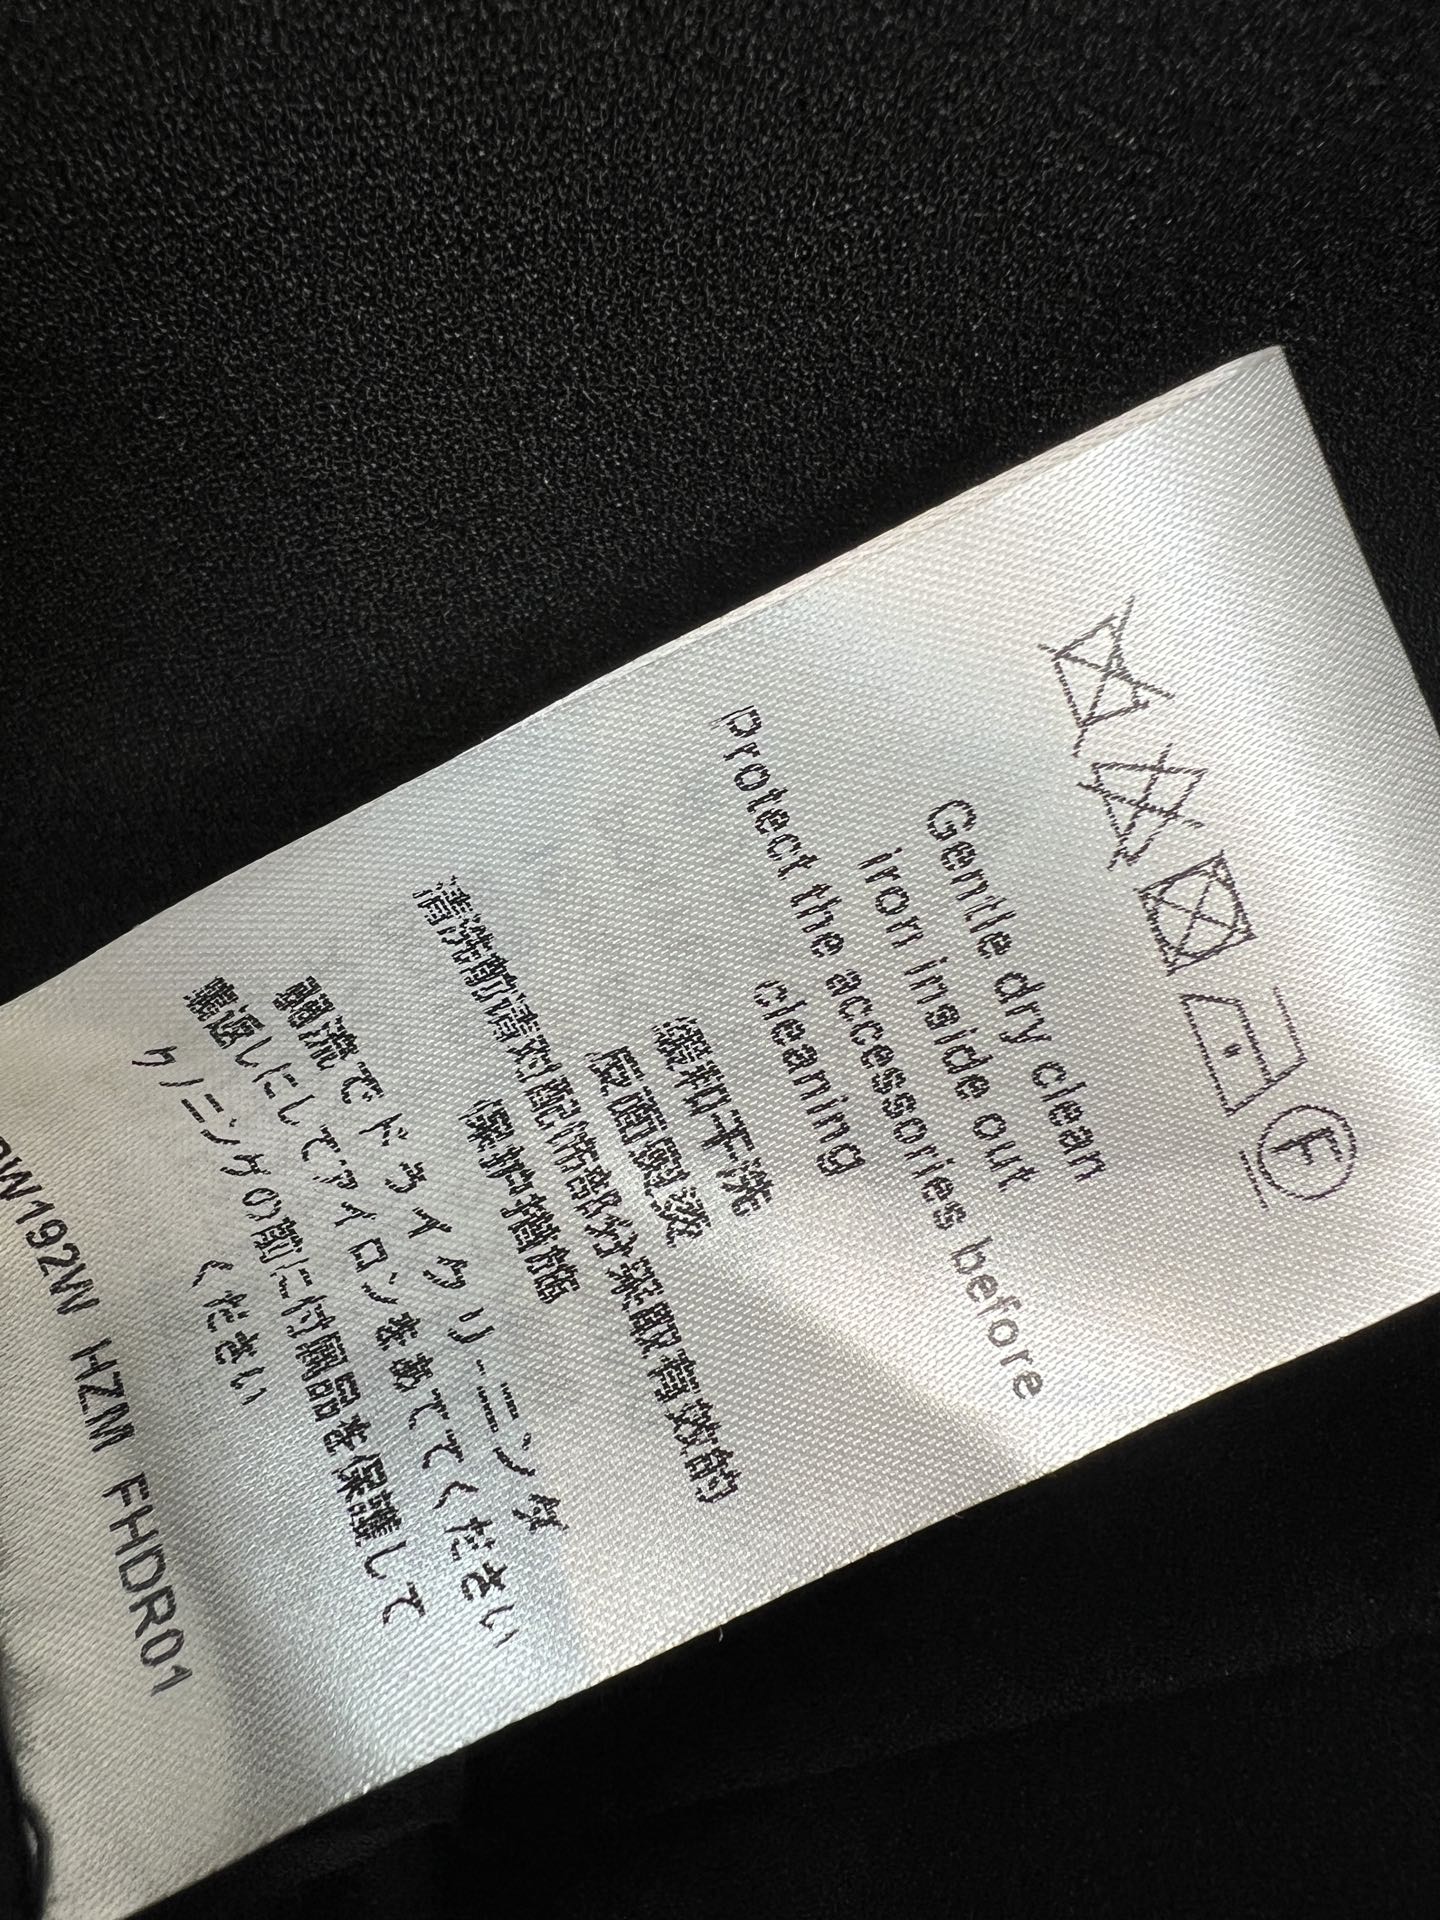 F
Gentle dry clean
iron inside out
Protect the accessories before
cleaning
柔和干洗
反面熨烫
清洗前请对配饰部分采取有效的
保护措施
弱流でドライクリーニング
裏返しにしてアイロンをあててください
クノニングの前に付属品を保護して
ください
W192W HZM FHDR01